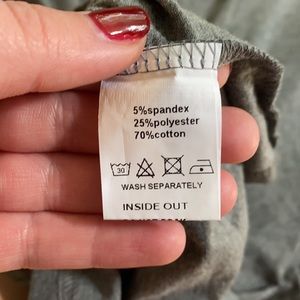 5%spandex
25%polyester
70%cotton
30
WASH SEPARATELY
INSIDE OUT